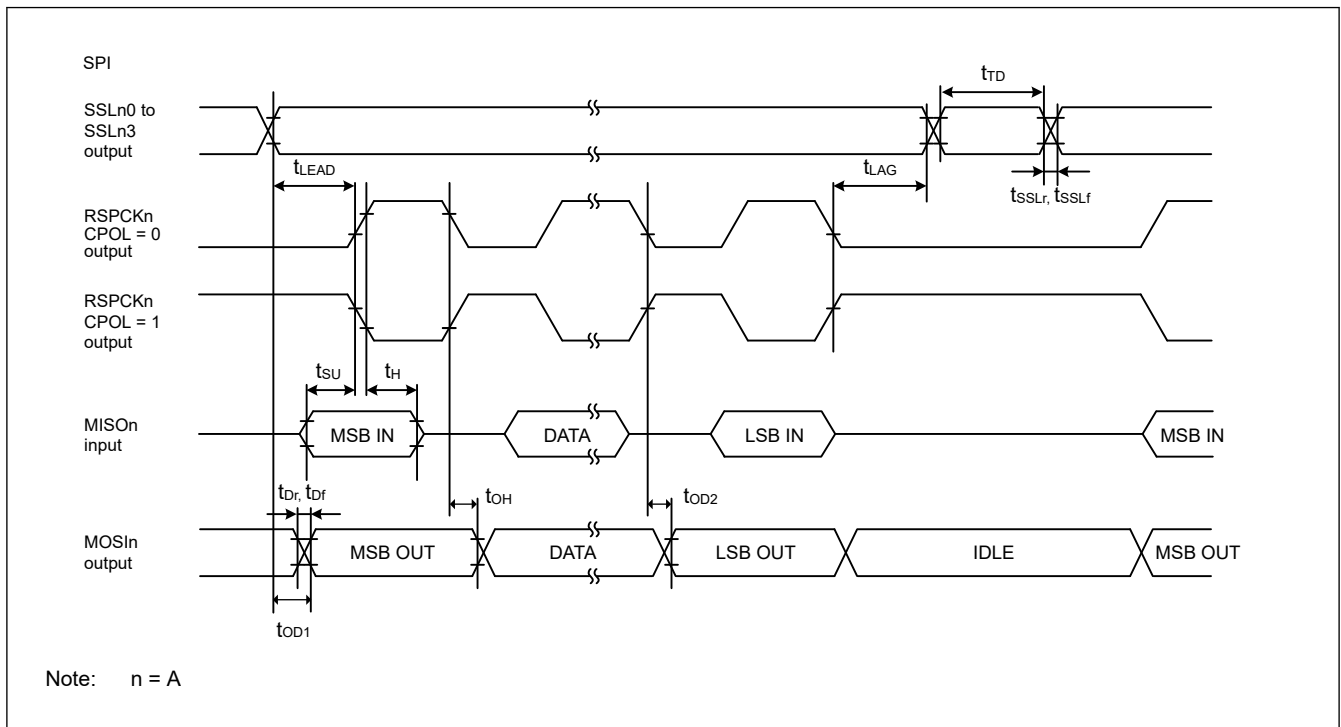 SPI
tTD
SSLn0 to
SSLn3
output
tLEAD
tLAG
tSSLr, tSSLf
RSPCKn
CPOL = 0
output
RSPCKn
CPOL = 1
output
tSU
tH
MISOn
input
MSB IN
DATA
LSB IN
MSB IN
tDr, tDf
tOH
tOD2
MOSIn
output
MSB OUT
DATA
LSB OUT
IDLE
MSB OUT
tOD1
Note: n = A